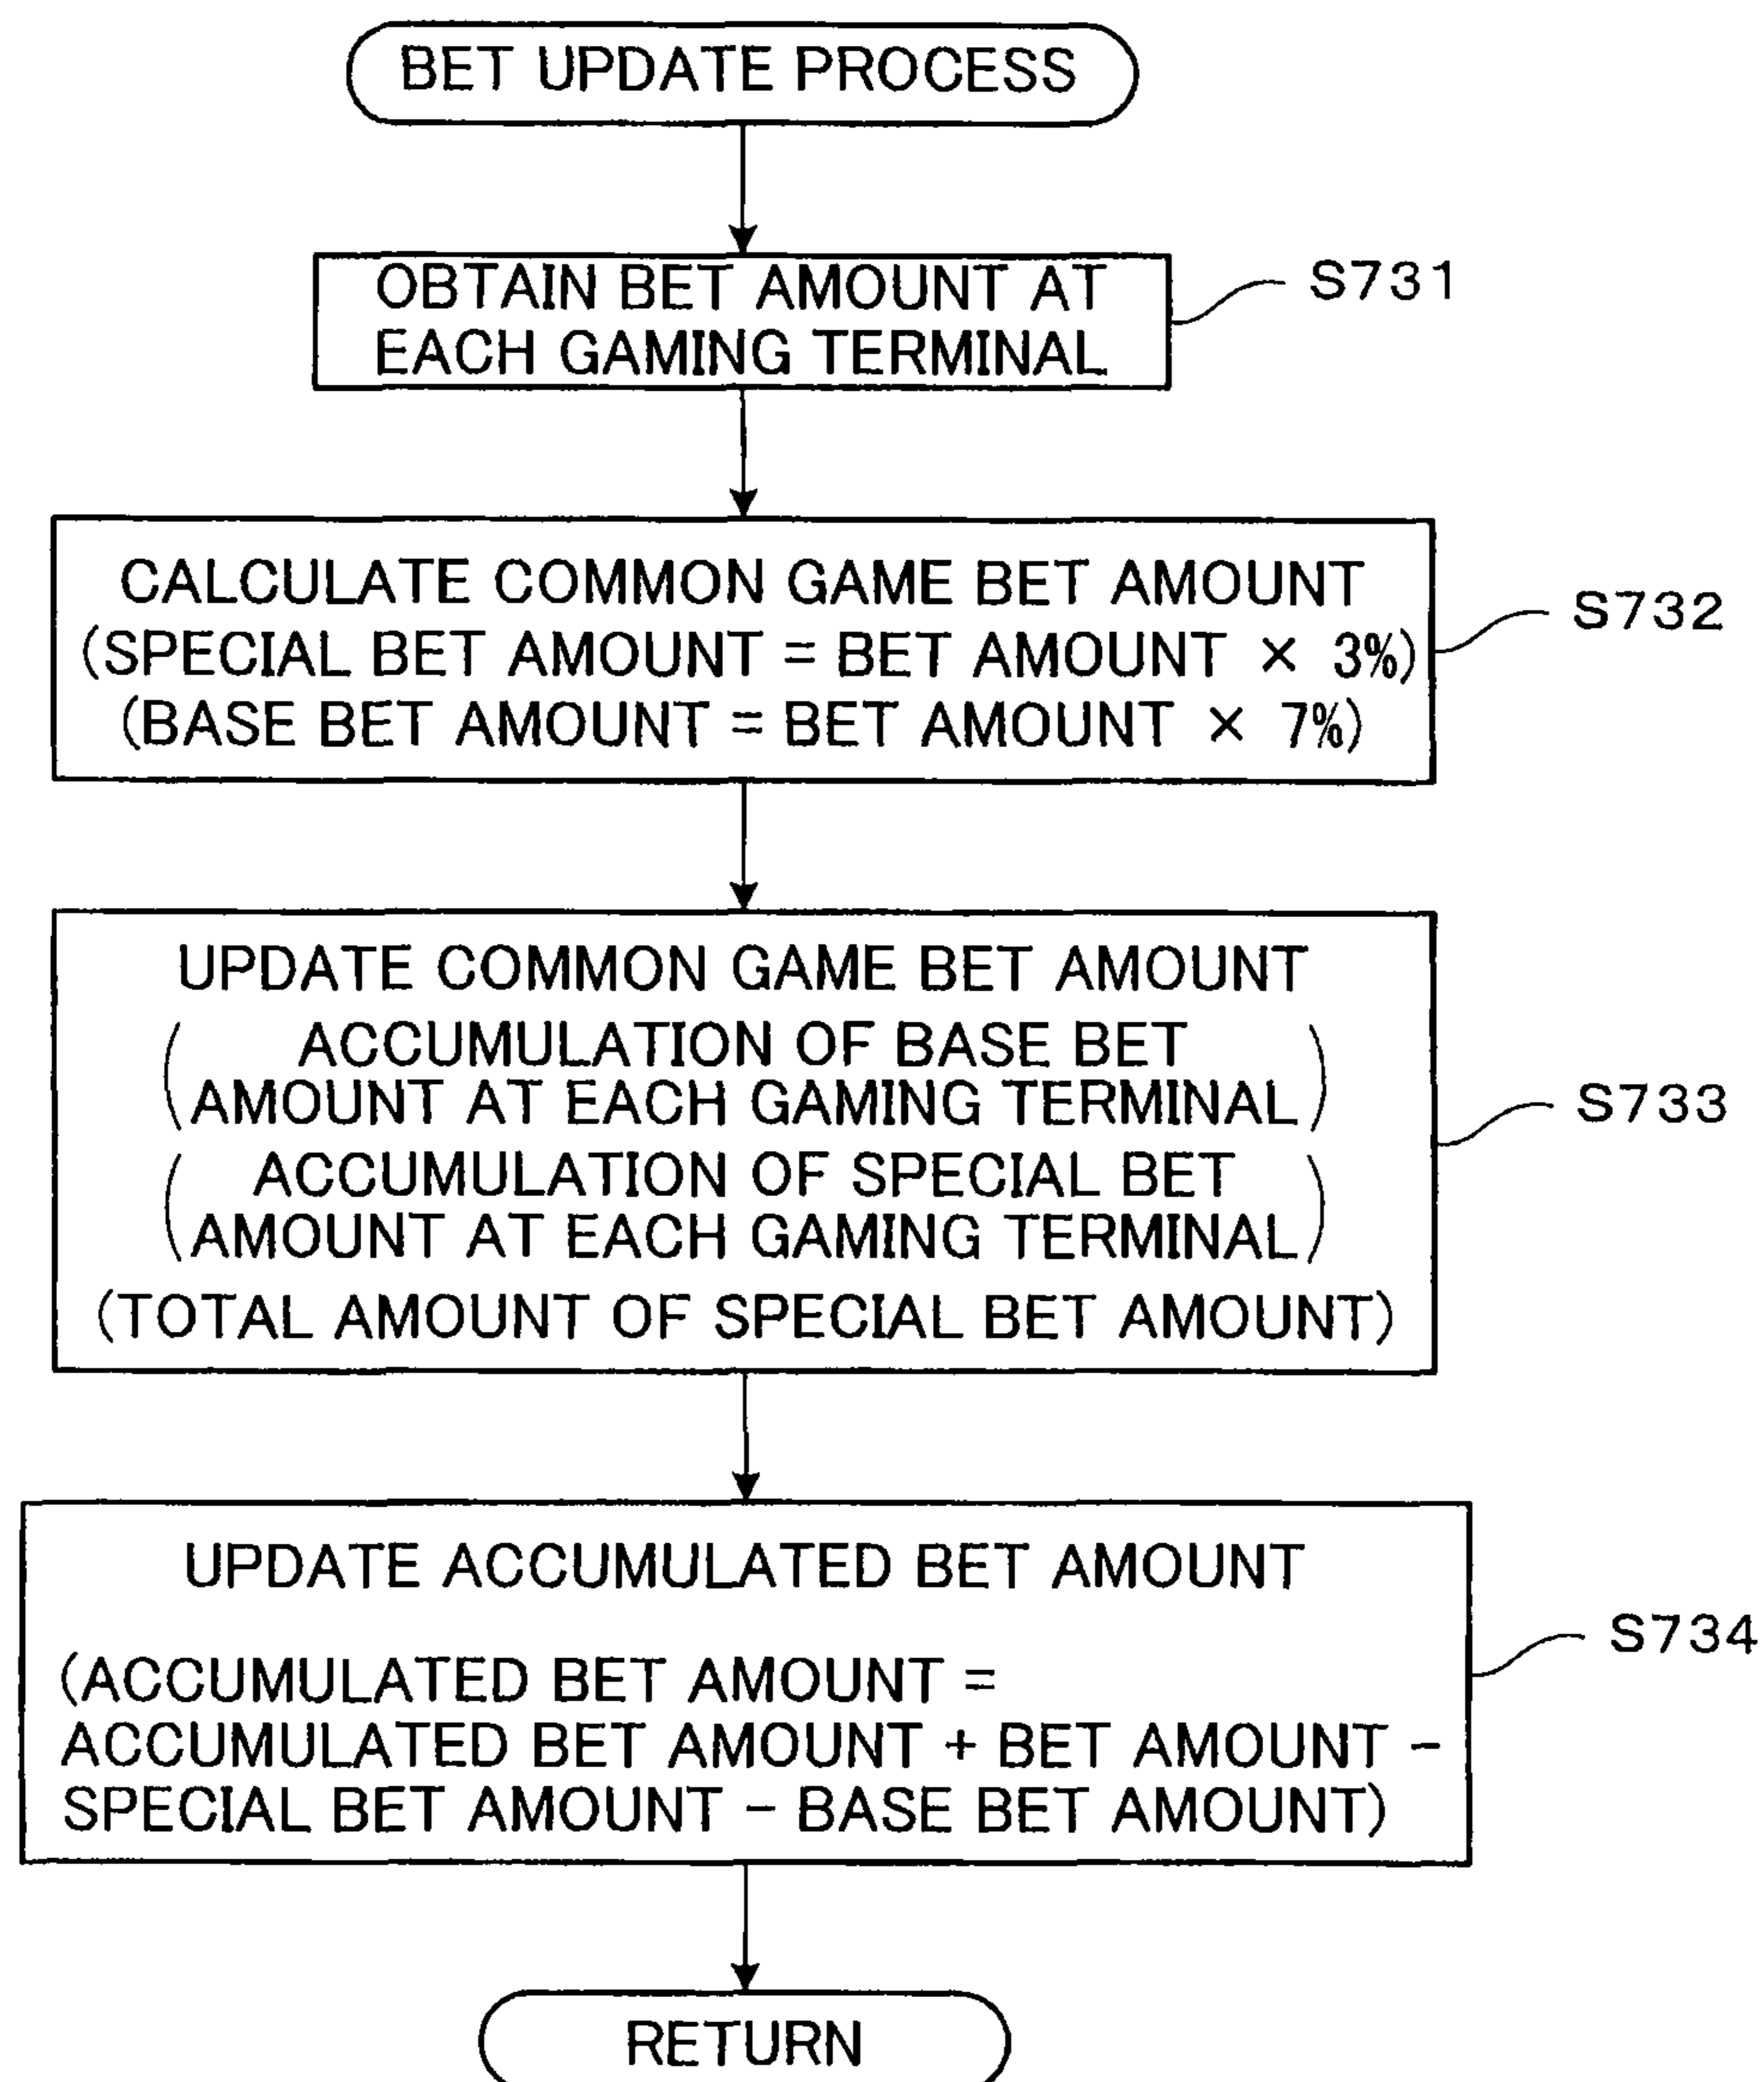 BET UPDATE PROCESS
OBTAIN BET AMOUNT AT
EACH GAMING TERMINAL
S731
CALCULATE COMMON GAME BET AMOUNT
(SPECIAL BET AMOUNT = BET AMOUNT × 3%)
(BASE BET AMOUNT = BET AMOUNT × 7%)
S732
UPDATE COMMON GAME BET AMOUNT
(ACCUMULATION OF BASE BET
AMOUNT AT EACH GAMING TERMINAL)
(ACCUMULATION OF SPECIAL BET
AMOUNT AT EACH GAMING TERMINAL)
(TOTAL AMOUNT OF SPECIAL BET AMOUNT)
S733
UPDATE ACCUMULATED BET AMOUNT
(ACCUMULATED BET AMOUNT =
ACCUMULATED BET AMOUNT + BET AMOUNT -
SPECIAL BET AMOUNT - BASE BET AMOUNT)
S734
RETURN